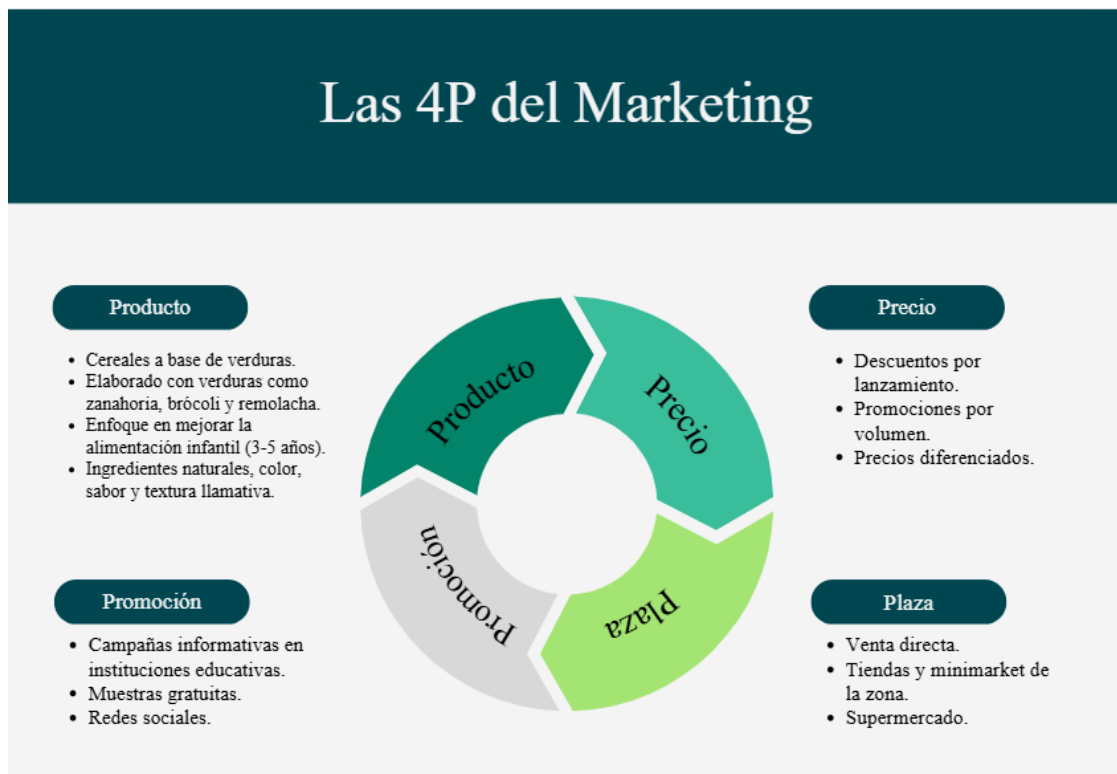 Las 4P del Marketing
Producto
• Cereales a base de verduras.
• Elaborado con verduras como
zanahoria, brócoli y remolacha.
• Enfoque en mejorar la
alimentación infantil (3-5 años).
• Ingredientes naturales, color,
sabor y textura llamativa.
Producto
Precio
Plaza
Promoción
Precio
• Descuentos por
lanzamiento.
• Promociones por
volumen.
• Precios diferenciados.
Promoción
• Campañas informativas en
instituciones educativas.
• Muestras gratuitas.
• Redes sociales.
Plaza
• Venta directa.
• Tiendas y minimarket de
la zona.
• Supermercado.